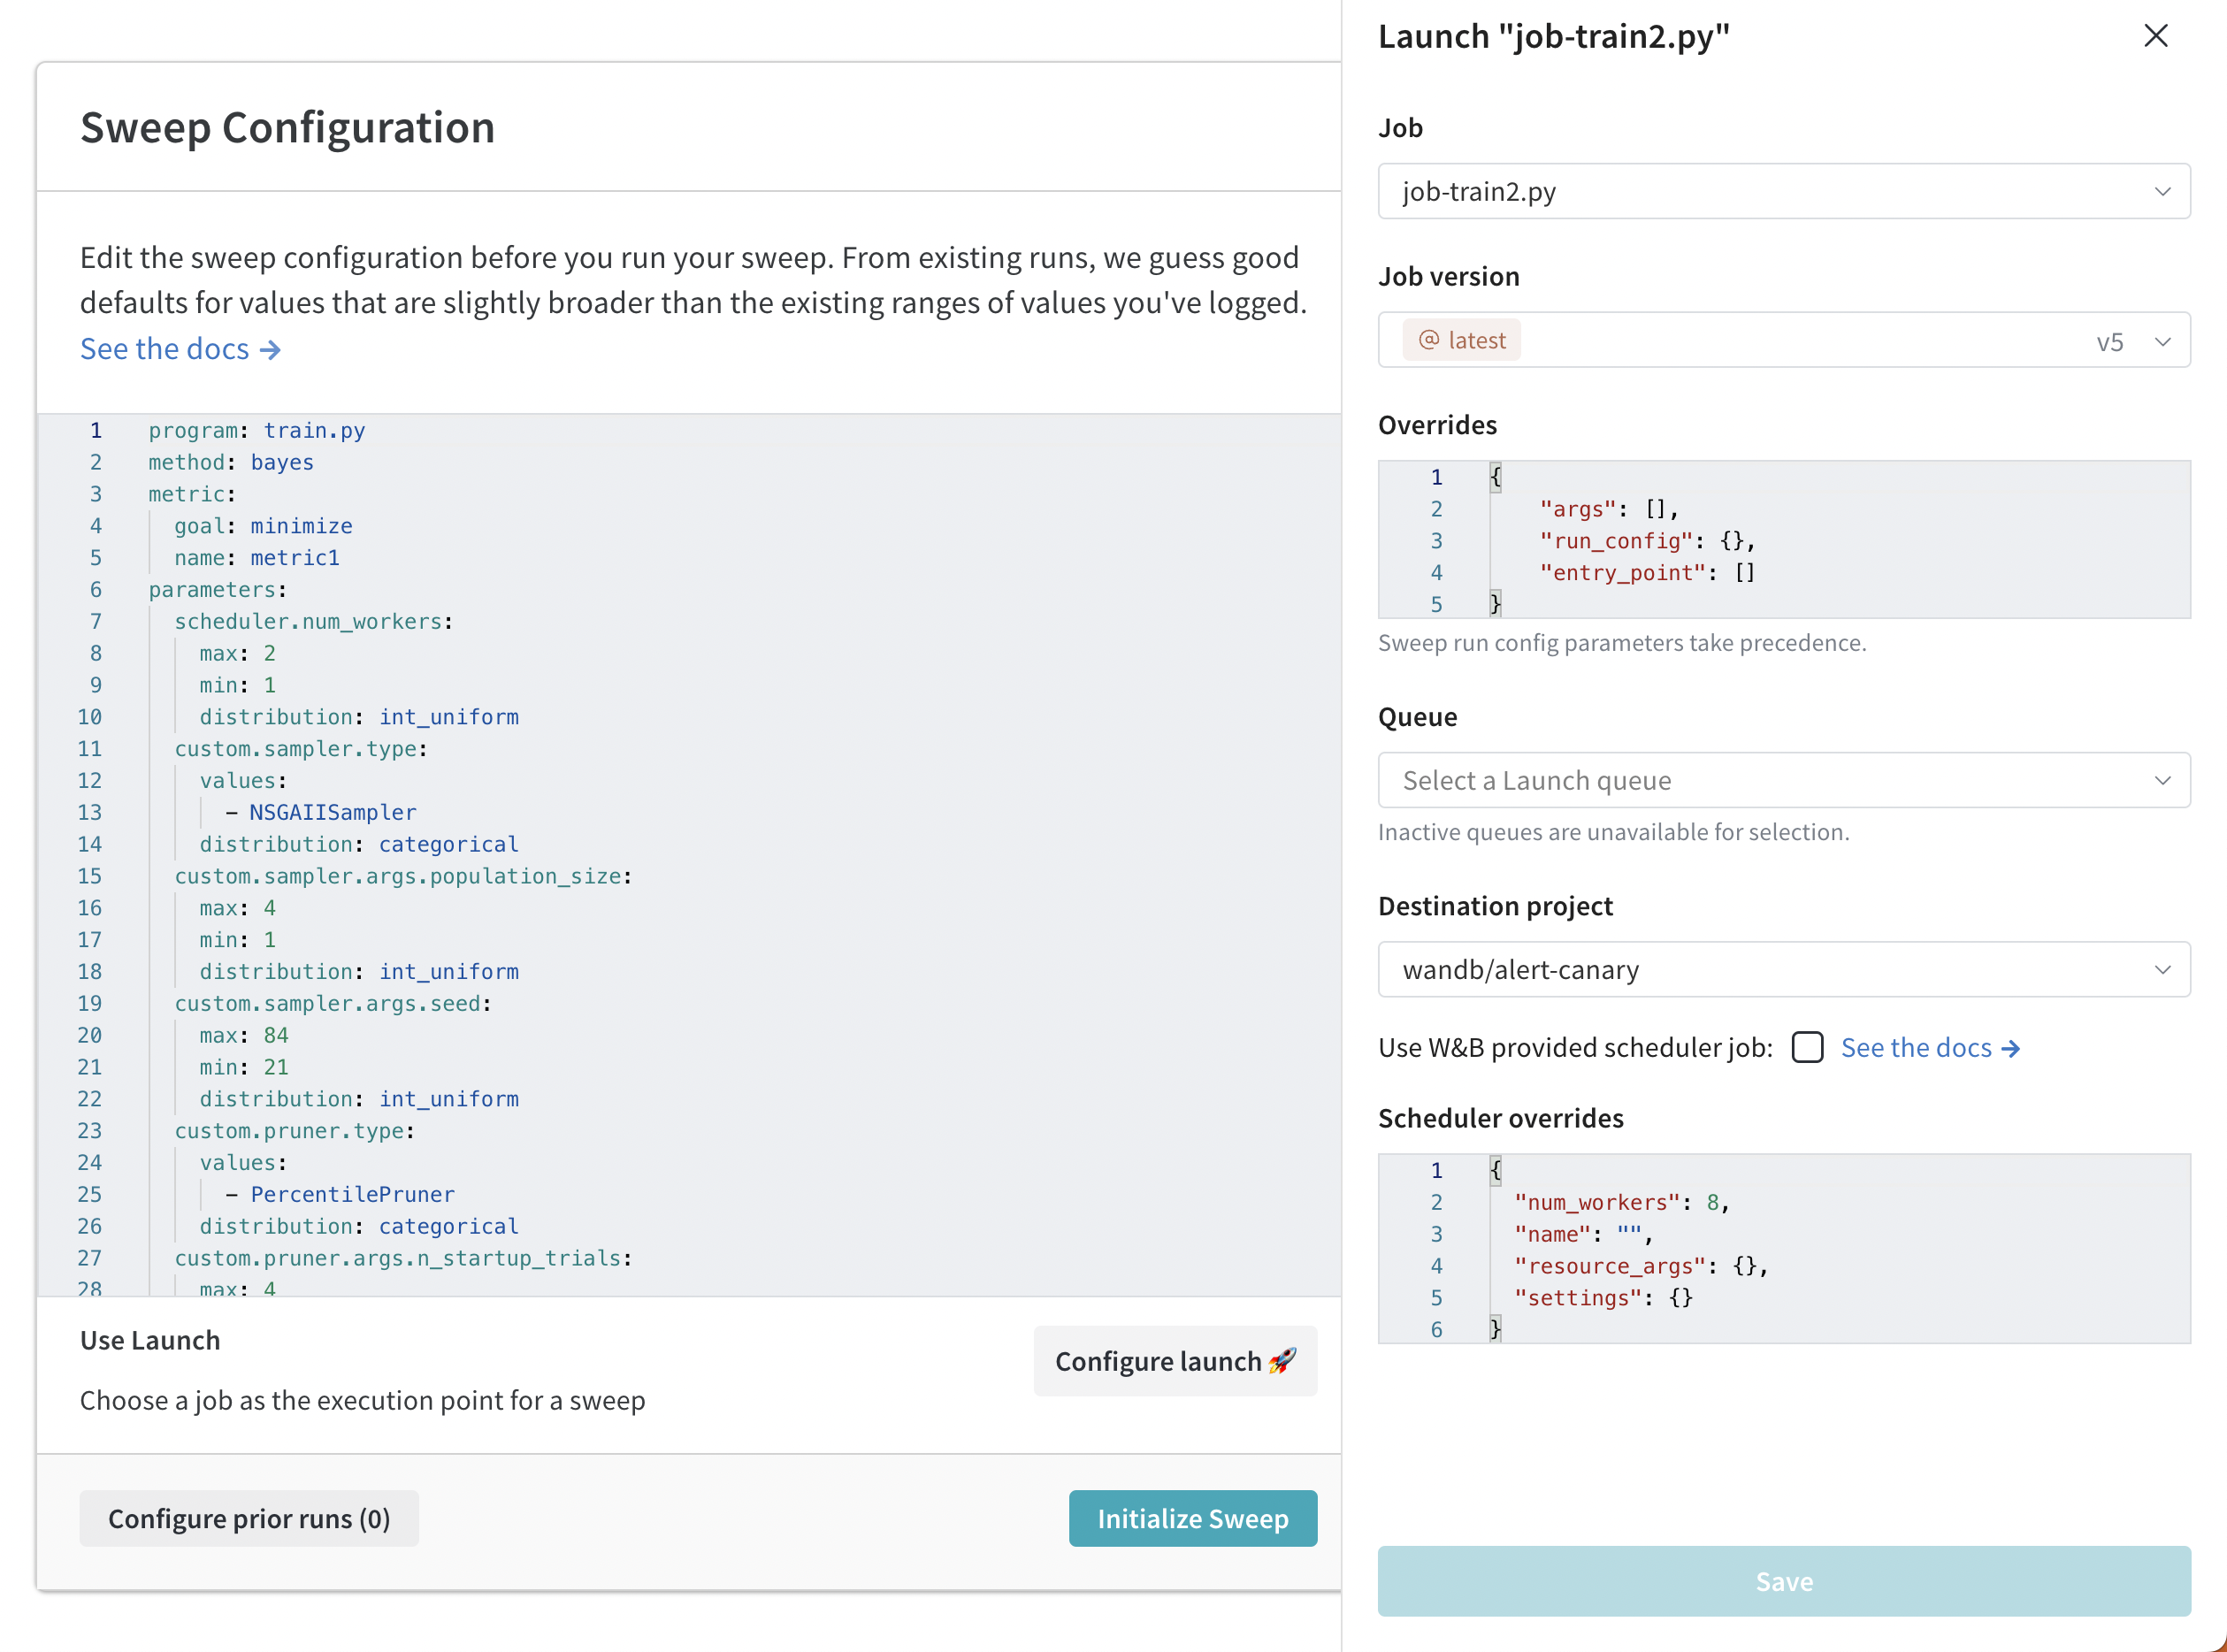 Sweep Configuration
Edit the sweep configuration before you run your sweep. From existing runs, we guess good
defaults for values that are slightly broader than the existing ranges of values you've logged.
See the docs →
1 program: train.py
2 method: bayes
3 metric:
4 goal: minimize
5 name: metric1
6 parameters:
7 scheduler.num_workers:
8 max: 2
9 min: 1
10 distribution: int_uniform
11 custom.sampler.type:
12 values:
13 – NSGAIISampler
14 distribution: categorical
15 custom.sampler.args.population_size:
16 max: 4
17 min: 1
18 distribution: int_uniform
19 custom.sampler.args.seed:
20 max: 84
21 min: 21
22 distribution: int_uniform
23 custom.pruner.type:
24 values:
25 – PercentilePruner
26 distribution: categorical
27 custom.pruner.args.n_startup_trials:
28 max: 4
Use Launch
Choose a job as the execution point for a sweep
Configure launch 🚀
Configure prior runs (0)
Initialize Sweep
Launch "job-train2.py"
Job
job-train2.py
Job version
@ latest v5
Overrides
1 {
2 "args": [],
3 "run_config": {},
4 "entry_point": []
5 }
Sweep run config parameters take precedence.
Queue
Select a Launch queue
Inactive queues are unavailable for selection.
Destination project
wandb/alert-canary
Use W&B provided scheduler job: See the docs →
Scheduler overrides
1 {
2 "num_workers": 8,
3 "name": "",
4 "resource_args": {},
5 "settings": {}
6 }
Save